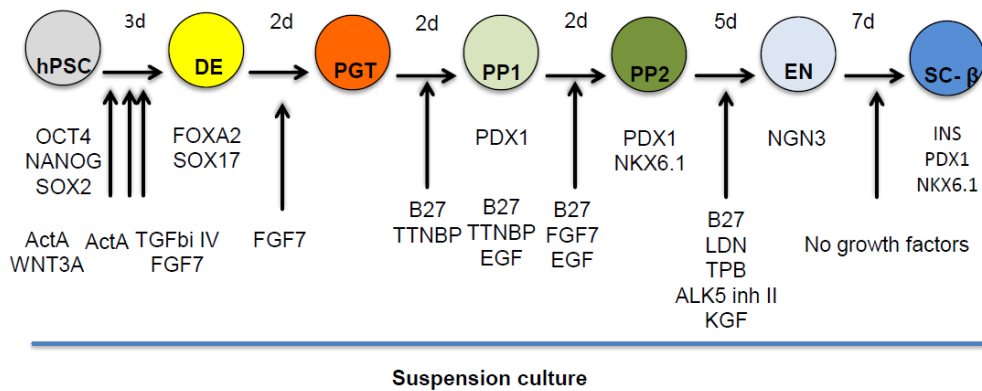 3d
2d
2d
2d
5d
7d
hPSC
DE
PGT
PP1
PP2
EN
SC- β
OCT4
NANOG
SOX2
FOXA2
SOX17
PDX1
PDX1
NKX6.1
NGN3
INS
PDX1
NKX6.1
ActA
WNT3A
ActA
TGFbi IV
FGF7
FGF7
B27
TTNBP
B27
TTNBP
EGF
B27
FGF7
EGF
B27
LDN
TPB
ALK5 inh II
KGF
No growth factors
Suspension culture